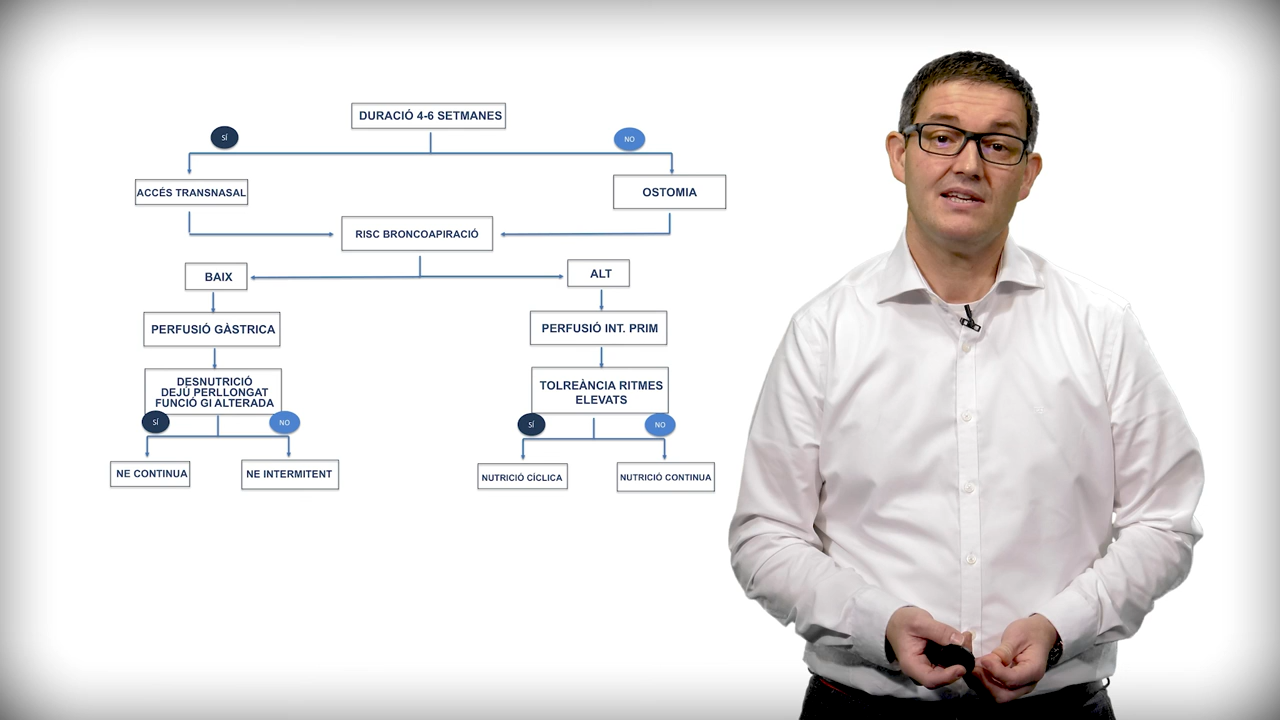 DURACIÓ 4-6 SETMANES
SÍ
NO
ACCÉS TRANSNASAL
OSTOMIA
RISC BRONCOAPIRACIÓ
BAIX
ALT
PERFUSIÓ GÀSTRICA
PERFUSIÓ INT. PRIM
DESNUTRICIÓ
DEJÚ PERLLONGAT
FUNCIÓ GI ALTERADA
TOLREÀNCIA RITMES
ELEVATS
SÍ
NO
SÍ
NO
NE CONTINUA
NE INTERMITENT
NUTRICIÓ CÍCLICA
NUTRICIÓ CONTINUA